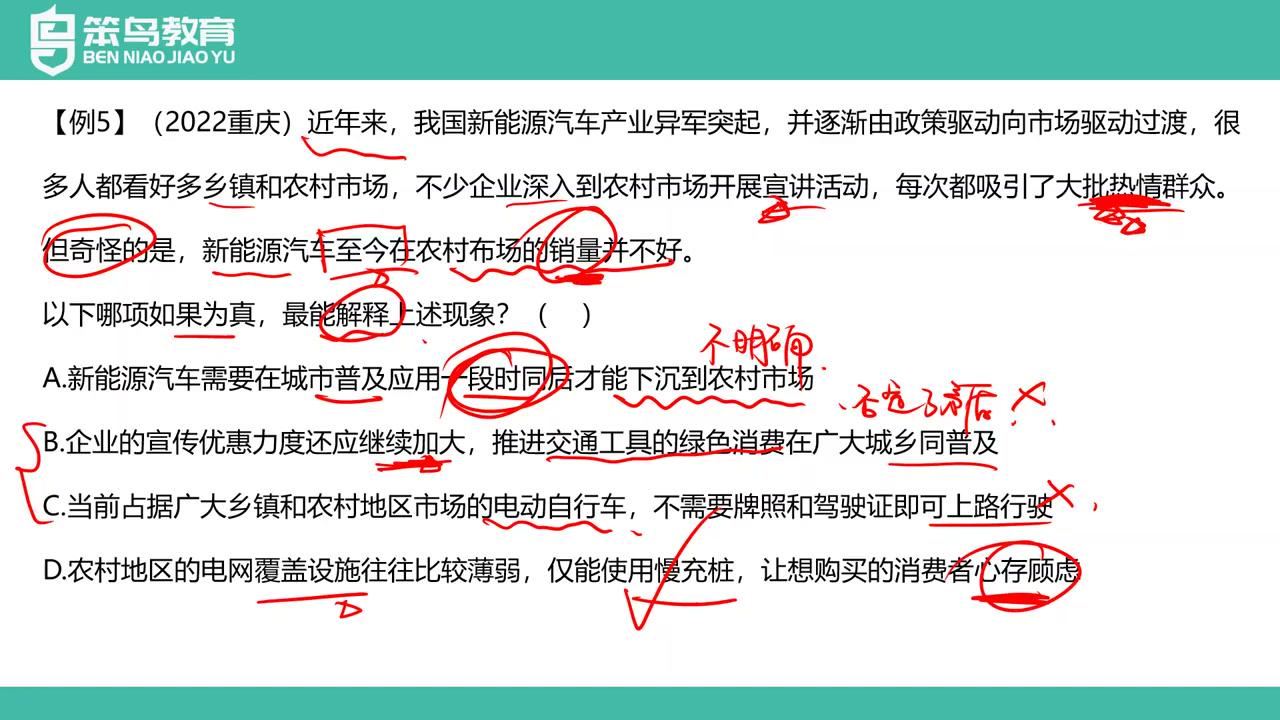 笨鸟教育
BEN NIAO JIAO YU
【例5】（2022重庆）近年来，我国新能源汽车产业异军突起，并逐渐由政策驱动向市场驱动过渡，很
多人都看好多乡镇和农村市场，不少企业深入到农村市场开展宣讲活动，每次都吸引了大批热情群众。
但奇怪的是，新能源汽车至今在农村布场的销量并不好。
以下哪项如果为真，最能解释上述现象？（　）
不明确
A.新能源汽车需要在城市普及应用一段时同后才能下沉到农村市场
B.企业的宣传优惠力度还应继续加大，推进交通工具的绿色消费在广大城乡同普及
C.当前占据广大乡镇和农村地区市场的电动自行车，不需要牌照和驾驶证即可上路行驶
D.农村地区的电网覆盖设施往往比较薄弱，仅能使用慢充桩，让想购买的消费者心存顾虑